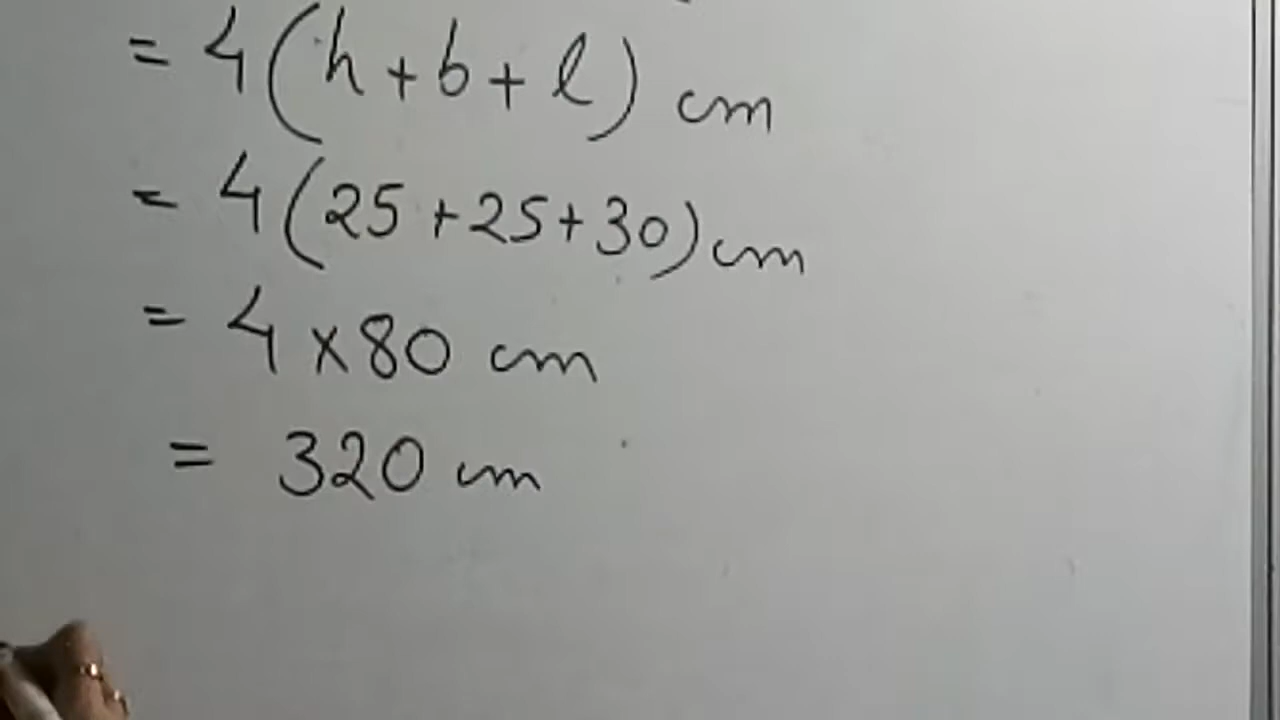 = 4(h+b+l) cm
= 4(25+25+30)cm
= 4×80 cm
= 320 cm